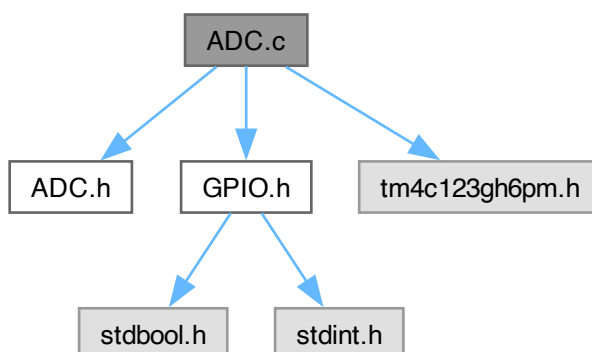 ADC.c
ADC.h
GPIO.h
tm4c123gh6pm.h
stdbool.h
stdint.h